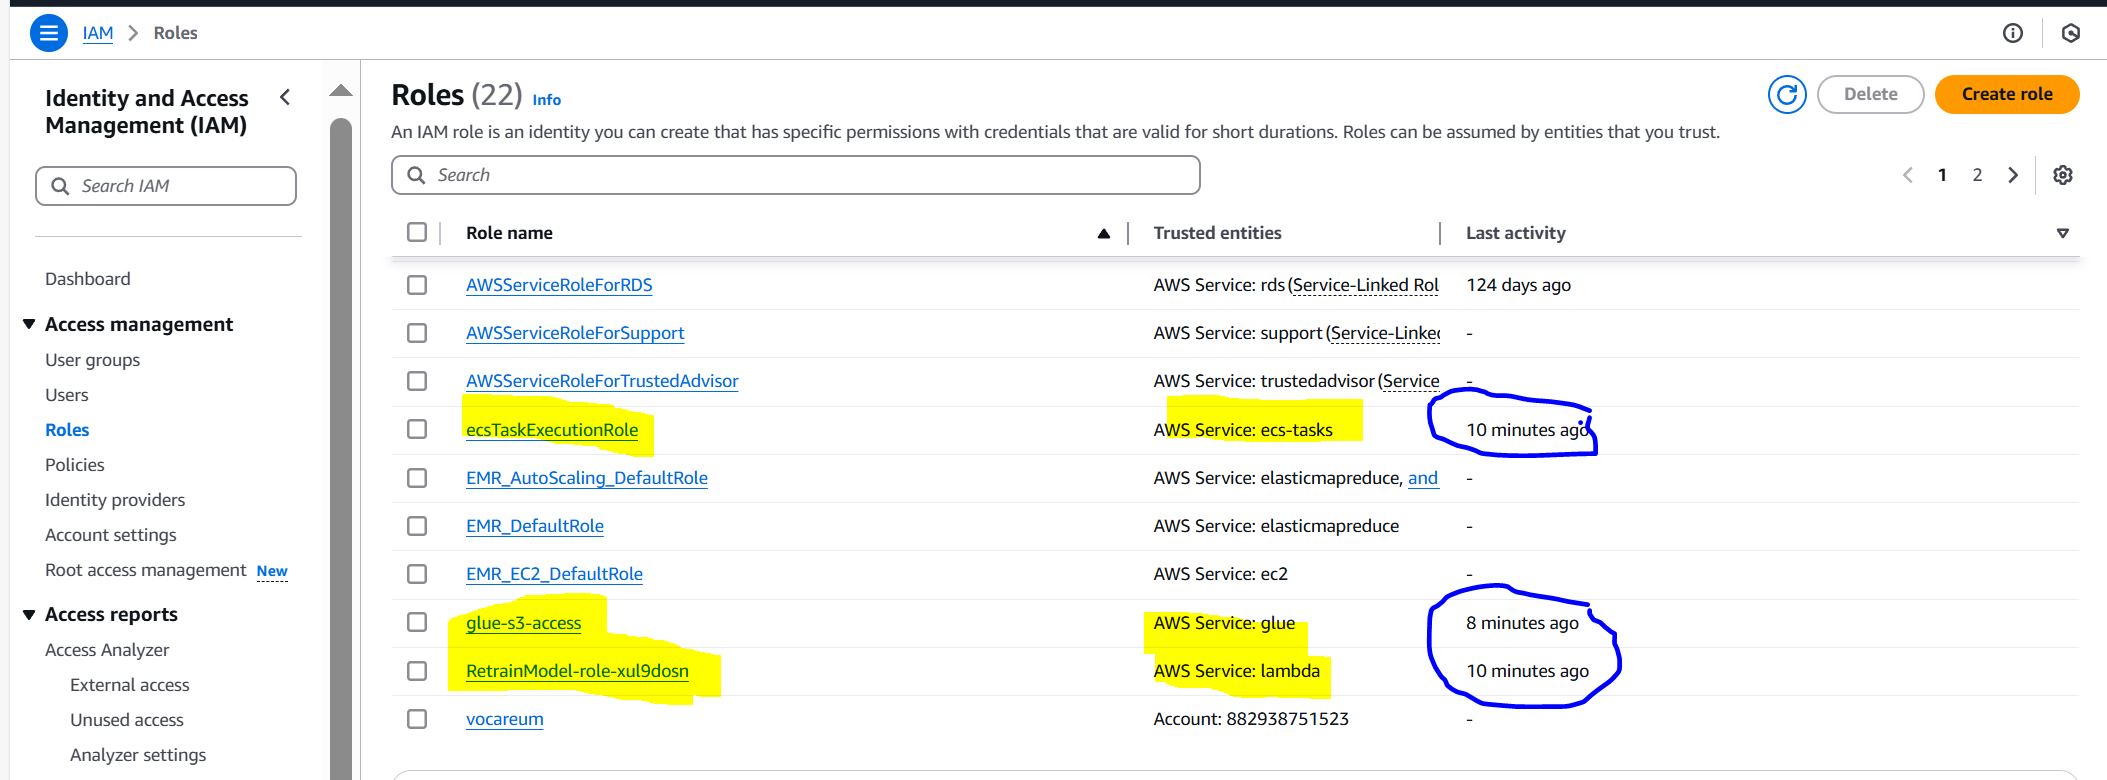 IAM > Roles
Identity and Access
Management (IAM)
Search IAM
Dashboard
Access management
User groups
Users
Roles
Policies
Identity providers
Account settings
Root access management New
Access reports
Access Analyzer
External access
Unused access
Analyzer settings
Roles (22) Info
Delete
Create role
An IAM role is an identity you can create that has specific permissions with credentials that are valid for short durations. Roles can be assumed by entities that you trust.
Search
1 2
Role name Trusted entities Last activity
AWSServiceRoleForRDS AWS Service: rds (Service-Linked Rol 124 days ago
AWSServiceRoleForSupport AWS Service: support (Service-Linked -
AWSServiceRoleForTrustedAdvisor AWS Service: trustedadvisor (Service -
ecsTaskExecutionRole AWS Service: ecs-tasks 10 minutes ago
EMR_AutoScaling_DefaultRole AWS Service: elasticmapreduce, and -
EMR_DefaultRole AWS Service: elasticmapreduce -
EMR_EC2_DefaultRole AWS Service: ec2 -
glue-s3-access AWS Service: glue 8 minutes ago
RetrainModel-role-xul9dosn AWS Service: lambda 10 minutes ago
vocareum Account: 882938751523 -